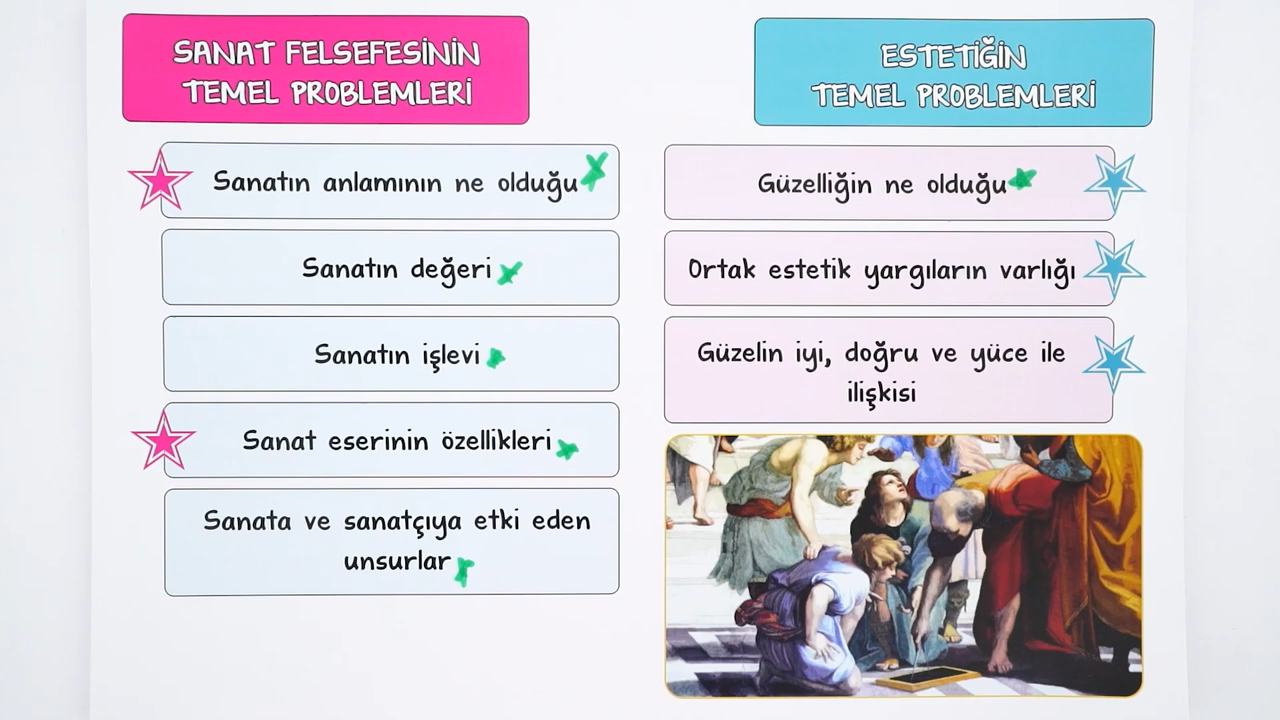 SANAT FELSEFESİNİN
TEMEL PROBLEMLERİ
Sanatın anlamının ne olduğu
Sanatın değeri
Sanatın işlevi
Sanat eserinin özellikleri
Sanata ve sanatçıya etki eden
unsurlar
ESTETİĞİN
TEMEL PROBLEMLERİ
Güzelliğin ne olduğu
Ortak estetik yargıların varlığı
Güzelin iyi, doğru ve yüce ile
ilişkisi